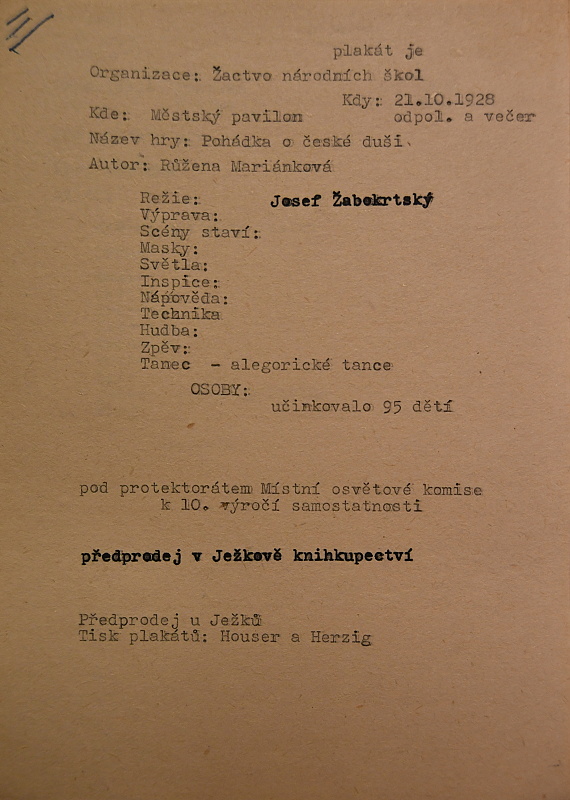 plakát je
Organizace: Žactvo národních škol
Kdy: 21.10.1928
Kde: Městský pavilon odpol. a večer
Název hry: Pohádka o české duši.
Autor: Růžena Mariánková
Režie: Josef Žabokrtský
Výprava:
Scény staví:
Masky:
Světla:
Inspice:
Nápověda:
Technika
Hudba:
Zpěv:
Tanec - alegorické tance
OSOBY:
učinkovalo 95 dětí
pod protektorátem Místní osvětové komise
k 10. výročí samostatnosti
předprodej v Ježkově knihkupectví
Předprodej u Ježků
Tisk plakátů: Houser a Herzig